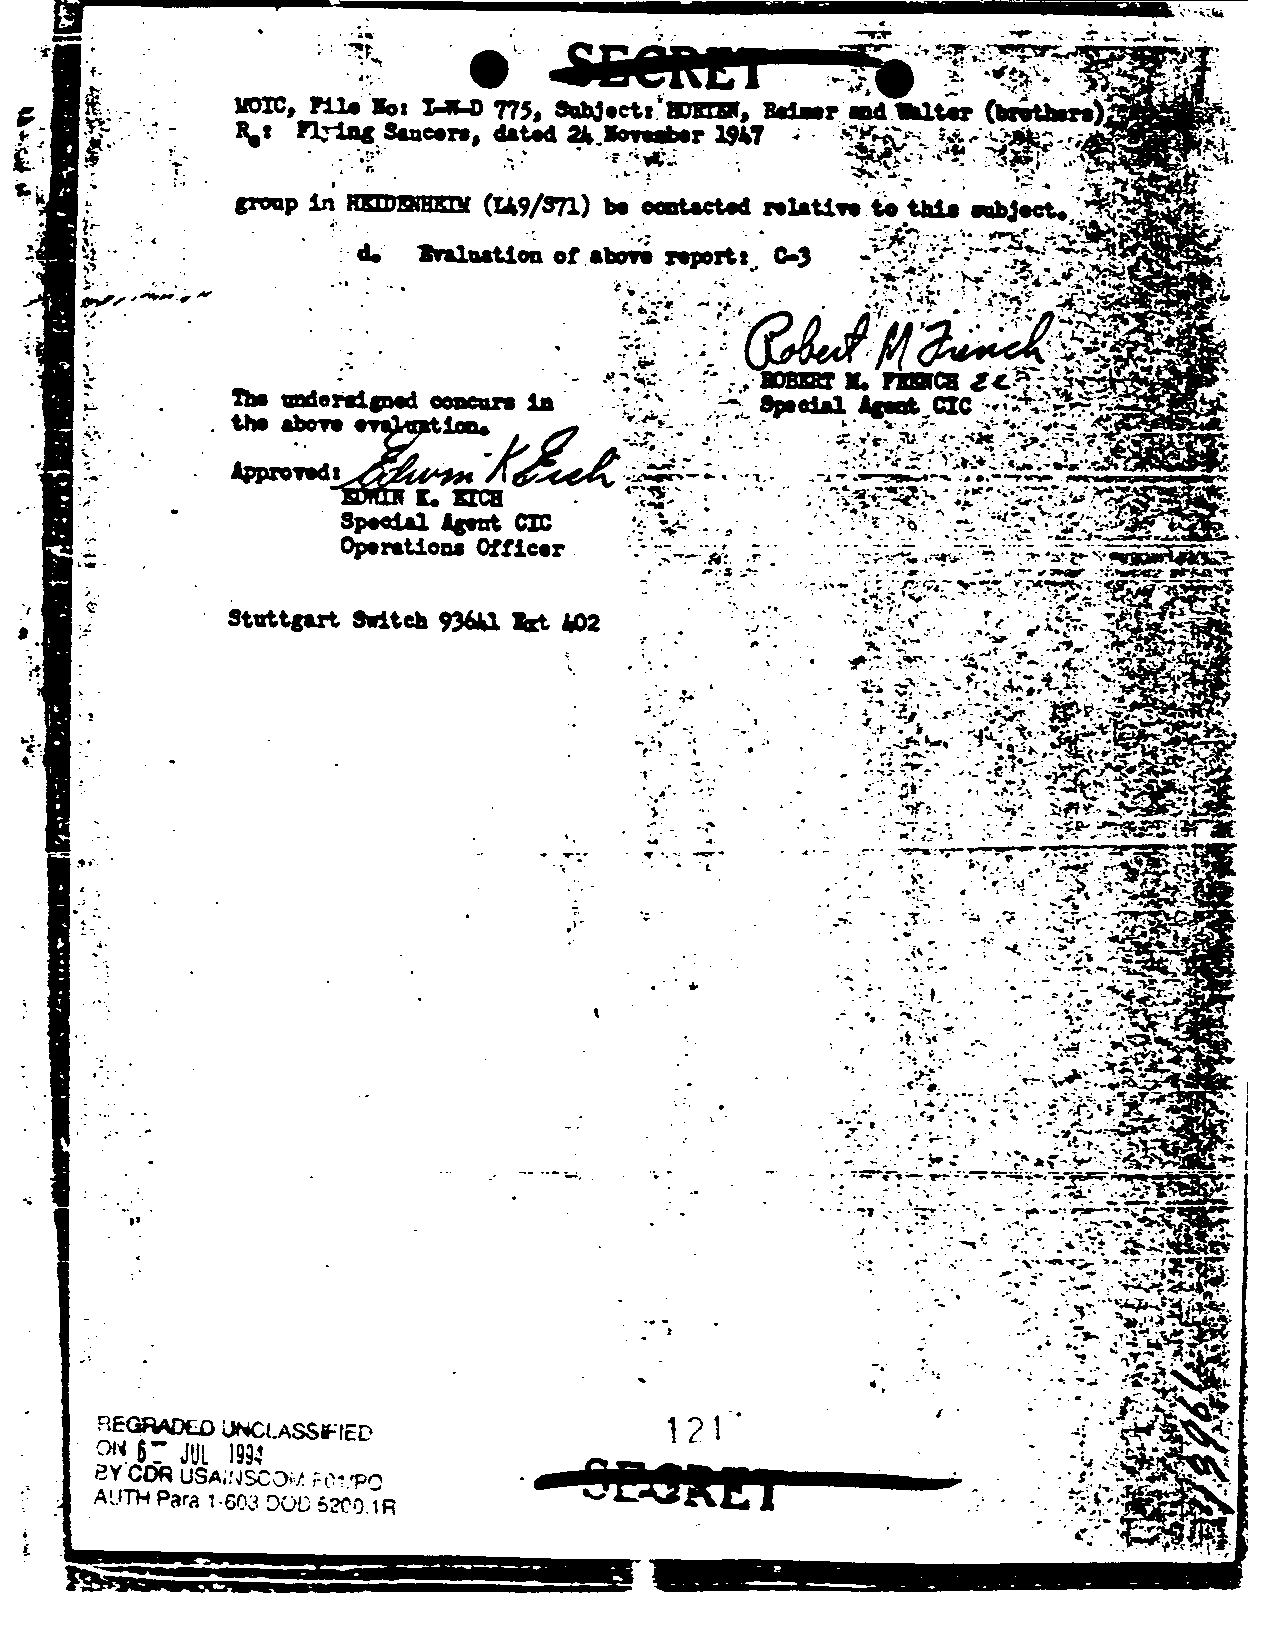 SECRET
MOIC, File No: I-N-D 775, Subject: HORTEN, Reimer and Walter (brothers),
Re: Flying Saucers, dated 24 November 1947
group in HEIDENHEIM (L49/S71) be contacted relative to this subject.
d. Evaluation of above report: C-3
Robert M French
ROBERT M. FRENCH
Special Agent CIC
The undersigned concurs in
the above evaluation.
Approved: Edwin K Eich
EDWIN K. EICH
Special Agent CIC
Operations Officer
Stuttgart Switch 93641 Ext 402
REGRADED UNCLASSIFIED
ON 6 JUL 1994
BY CDR USAINSCOM F01/PO
AUTH Para 1-603 DOD 5200.1R
121
SECRET